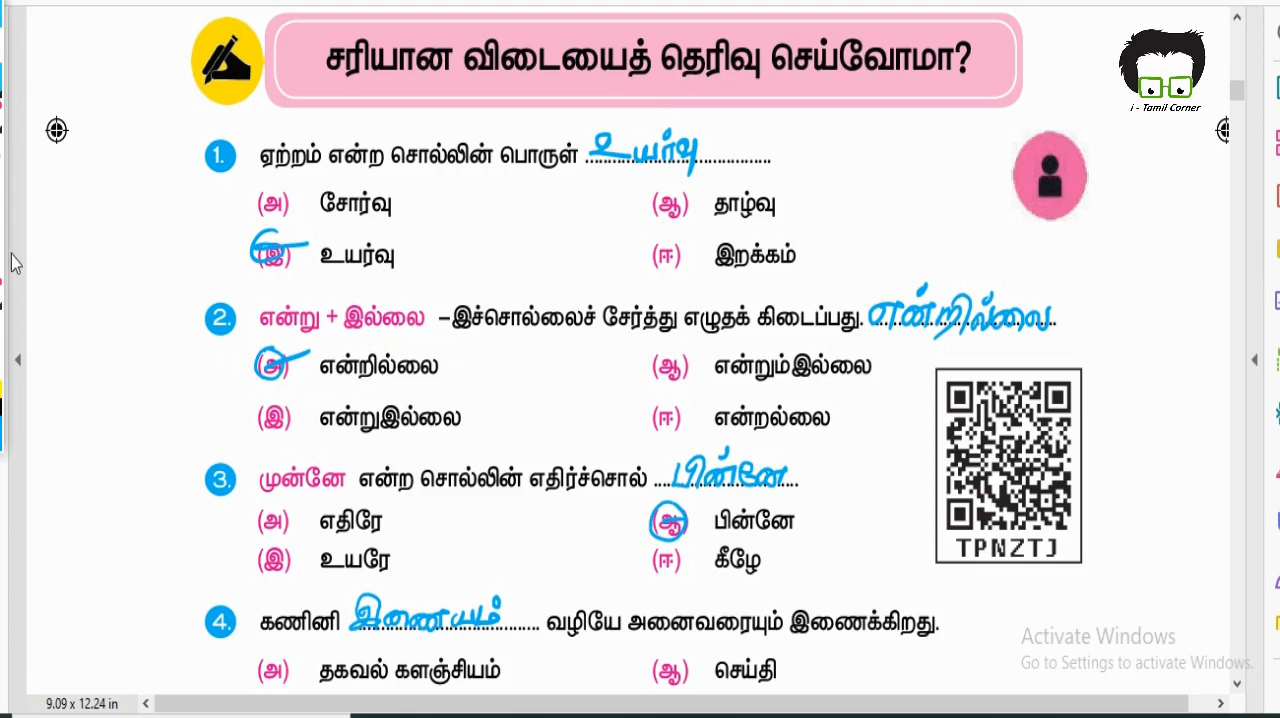 சரியான விடையைத் தெரிவு செய்வோமா?
i - Tamil Corner
1. ஏற்றம் என்ற சொல்லின் பொருள் உயர்வு
(அ) சோர்வு (ஆ) தாழ்வு
(இ) உயர்வு (ஈ) இறக்கம்
2. என்று + இல்லை –இச்சொல்லைச் சேர்த்து எழுதக் கிடைப்பது. என்றில்லை
(அ) என்றில்லை (ஆ) என்றும்இல்லை
(இ) என்றுஇல்லை (ஈ) என்றல்லை
3. முன்னே என்ற சொல்லின் எதிர்ச்சொல் பின்னே
(அ) எதிரே (ஆ) பின்னே
(இ) உயரே (ஈ) கீழே
TPNZTJ
4. கணினி இணையம் வழியே அனைவரையும் இணைக்கிறது.
(அ) தகவல் களஞ்சியம் (ஆ) செய்தி
Activate Windows
Go to Settings to activate Windows.
9.09 x 12.24 in